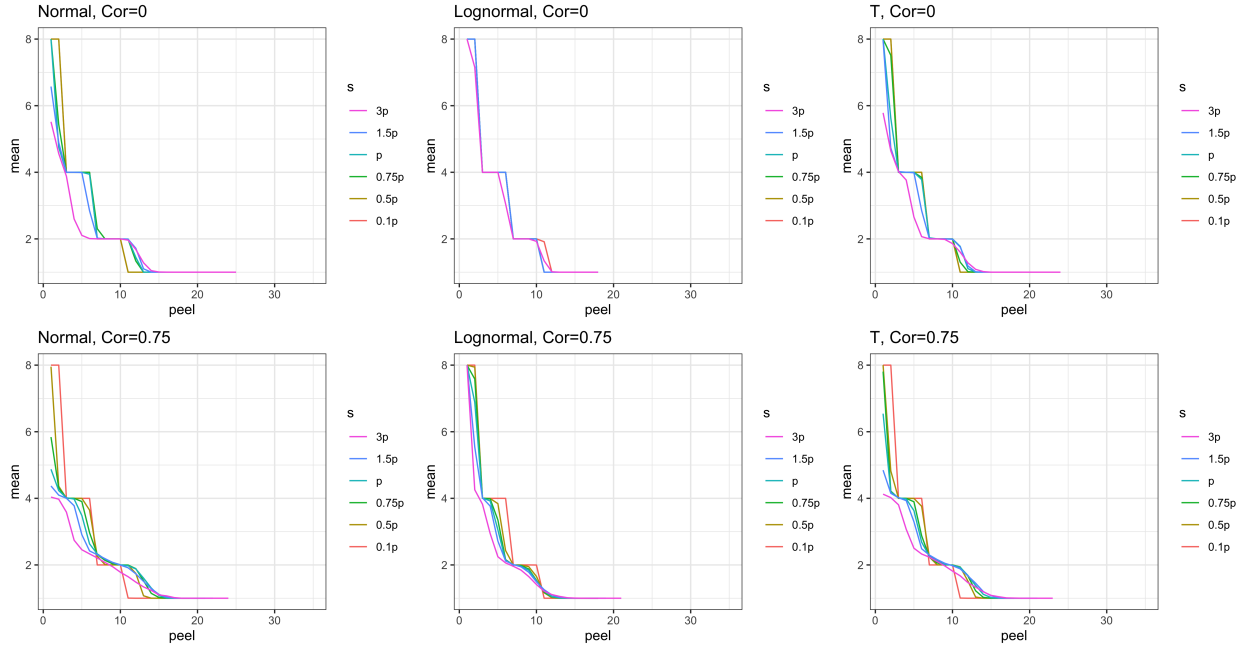 Normal, Cor=0
mean
8
6
4
2
0
10
20
30
peel
s
3p
1.5p
p
0.75p
0.5p
0.1p
Lognormal, Cor=0
mean
8
6
4
2
0
10
20
30
peel
s
3p
1.5p
p
0.75p
0.5p
0.1p
T, Cor=0
mean
8
6
4
2
0
10
20
30
peel
s
3p
1.5p
p
0.75p
0.5p
0.1p
Normal, Cor=0.75
mean
8
6
4
2
0
10
20
30
peel
s
3p
1.5p
p
0.75p
0.5p
0.1p
Lognormal, Cor=0.75
mean
8
6
4
2
0
10
20
30
peel
s
3p
1.5p
p
0.75p
0.5p
0.1p
T, Cor=0.75
mean
8
6
4
2
0
10
20
30
peel
s
3p
1.5p
p
0.75p
0.5p
0.1p